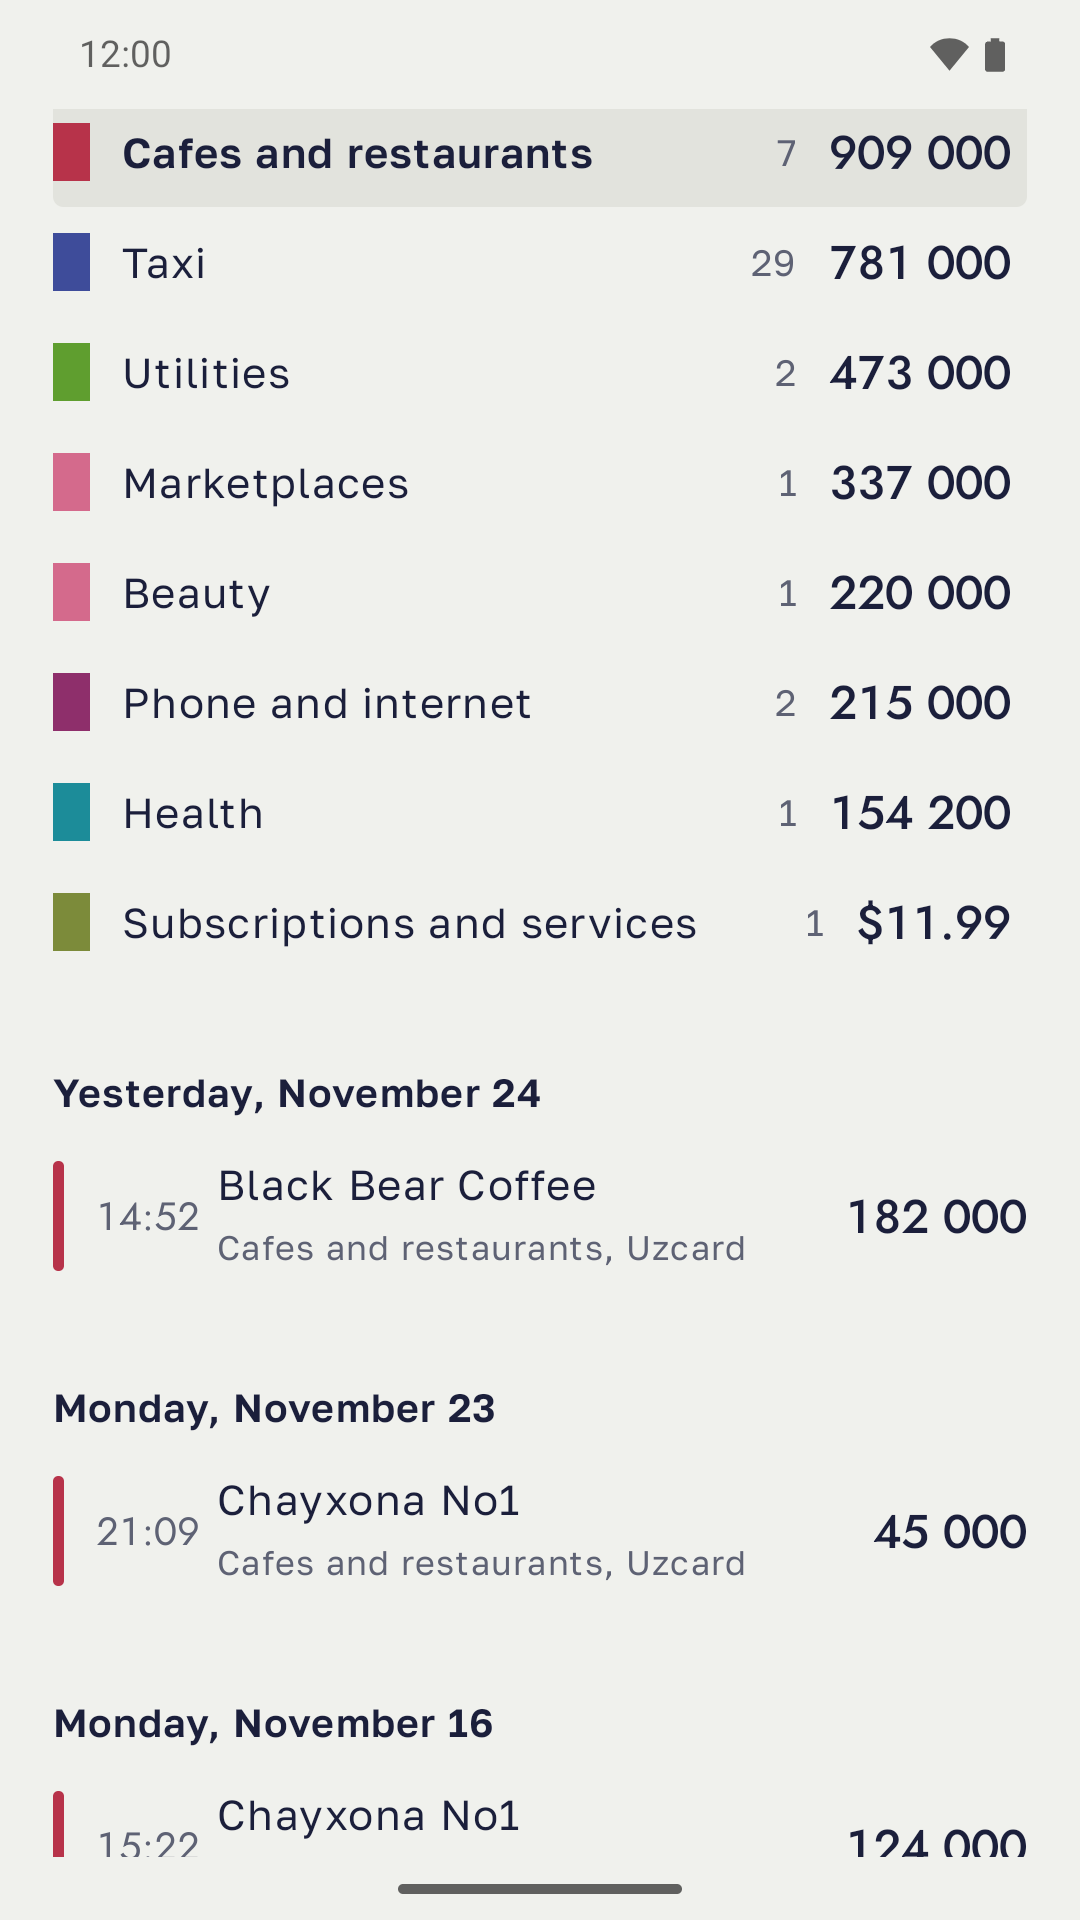 12:00
Cafes and restaurants 7 909 000
Taxi 29 781 000
Utilities 2 473 000
Marketplaces 1 337 000
Beauty 1 220 000
Phone and internet 2 215 000
Health 1 154 200
Subscriptions and services 1 $11.99
Yesterday, November 24
Black Bear Coffee
14:52 182 000
Cafes and restaurants, Uzcard
Monday, November 23
Chayxona No1
21:09 45 000
Cafes and restaurants, Uzcard
Monday, November 16
Chayxona No1
15:22 124 000